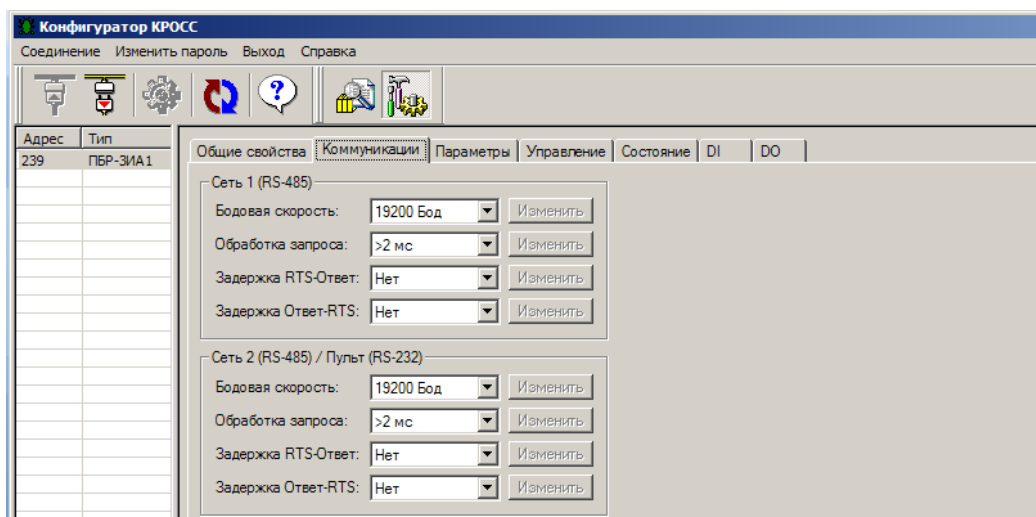 Конфигуратор КРОСС
Соединение Изменить пароль Выход Справка
Адрес Тип
239 ПБР-3ИА1
Общие свойства Коммуникации Параметры Управление Состояние DI DO
Сеть 1 (RS-485)
Бодовая скорость: 19200 Бод Изменить
Обработка запроса: >2 мс Изменить
Задержка RTS-Ответ: Нет Изменить
Задержка Ответ-RTS: Нет Изменить
Сеть 2 (RS-485) / Пульт (RS-232)
Бодовая скорость: 19200 Бод Изменить
Обработка запроса: >2 мс Изменить
Задержка RTS-Ответ: Нет Изменить
Задержка Ответ-RTS: Нет Изменить